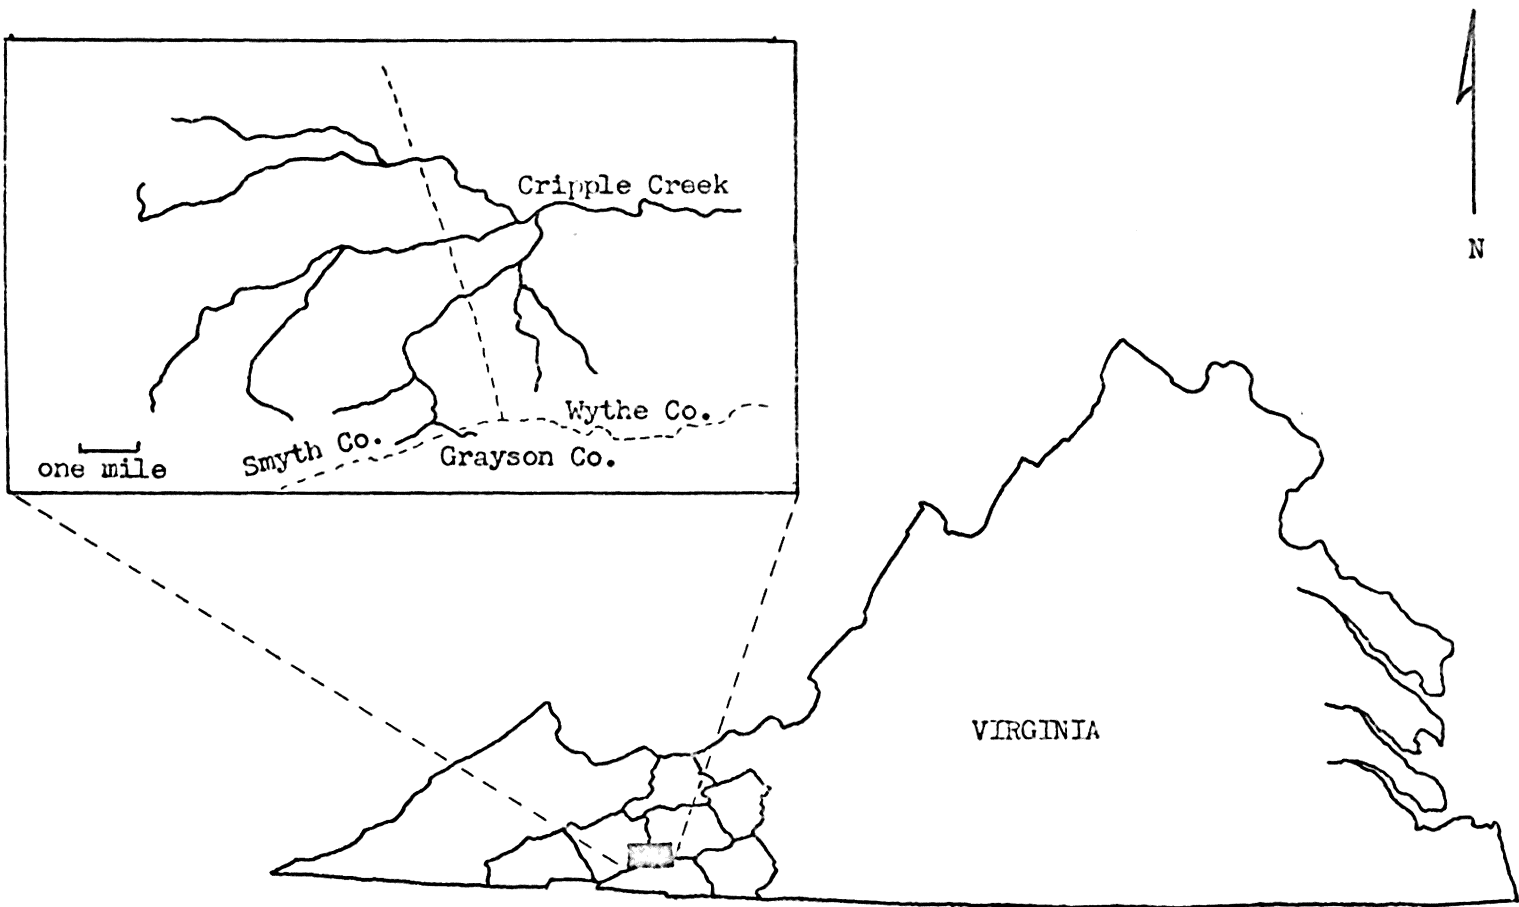 Cripple Creek
Wythe Co.
Smyth Co.
Grayson Co.
one mile
N
VIRGINIA